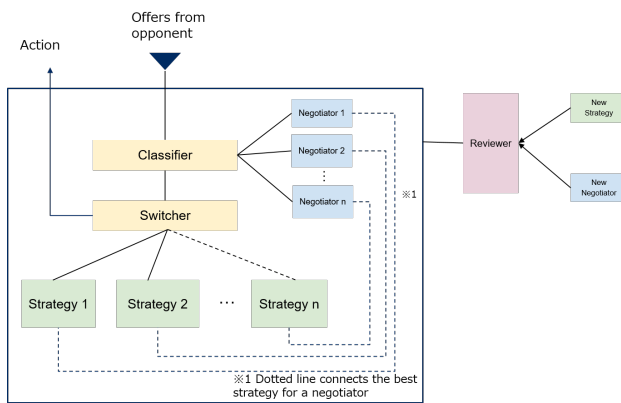 Offers from
opponent
Action
Negotiator 1
New
Strategy
Classifier
Negotiator 2
Reviewer
⋮
New
Negotiator
Negotiator n
※1
Switcher
Strategy 1
Strategy 2
⋯
Strategy n
※1 Dotted line connects the best
strategy for a negotiator